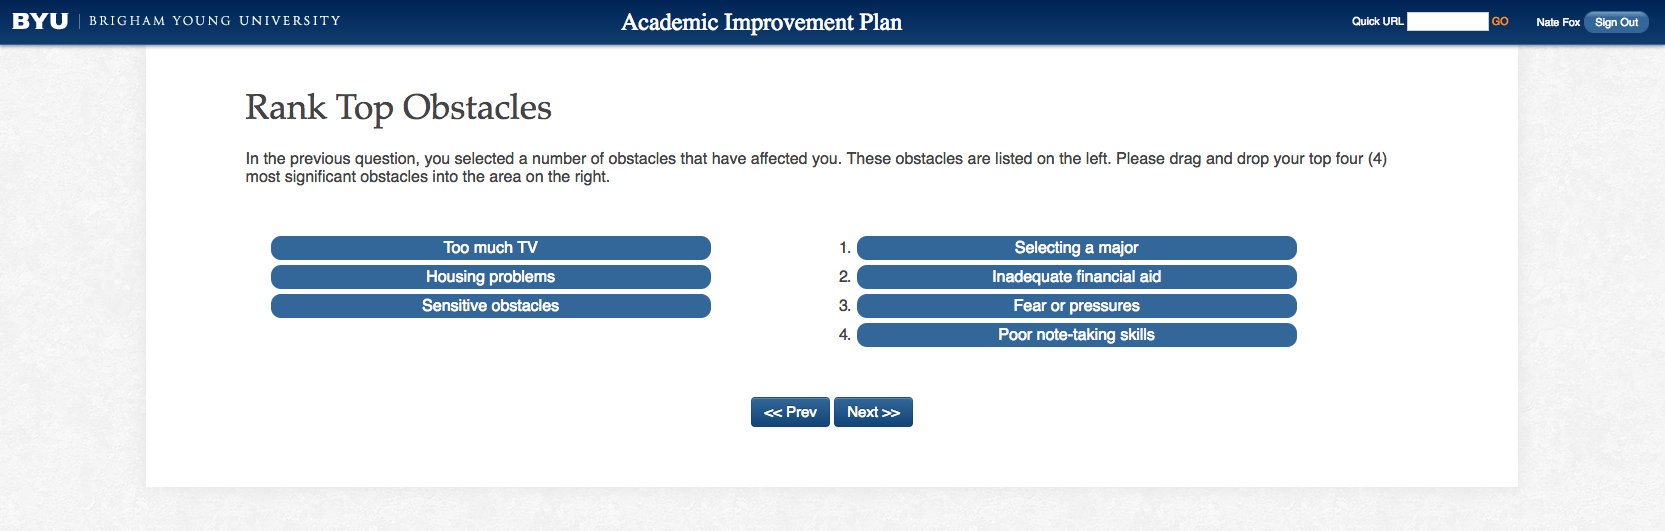 BYU BRIGHAM YOUNG UNIVERSITY
Academic Improvement Plan
Quick URL GO
Nate Fox Sign Out
Rank Top Obstacles
In the previous question, you selected a number of obstacles that have affected you. These obstacles are listed on the left. Please drag and drop your top four (4)
most significant obstacles into the area on the right.
Too much TV
Housing problems
Sensitive obstacles
1. Selecting a major
2. Inadequate financial aid
3. Fear or pressures
4. Poor note-taking skills
<< Prev Next >>